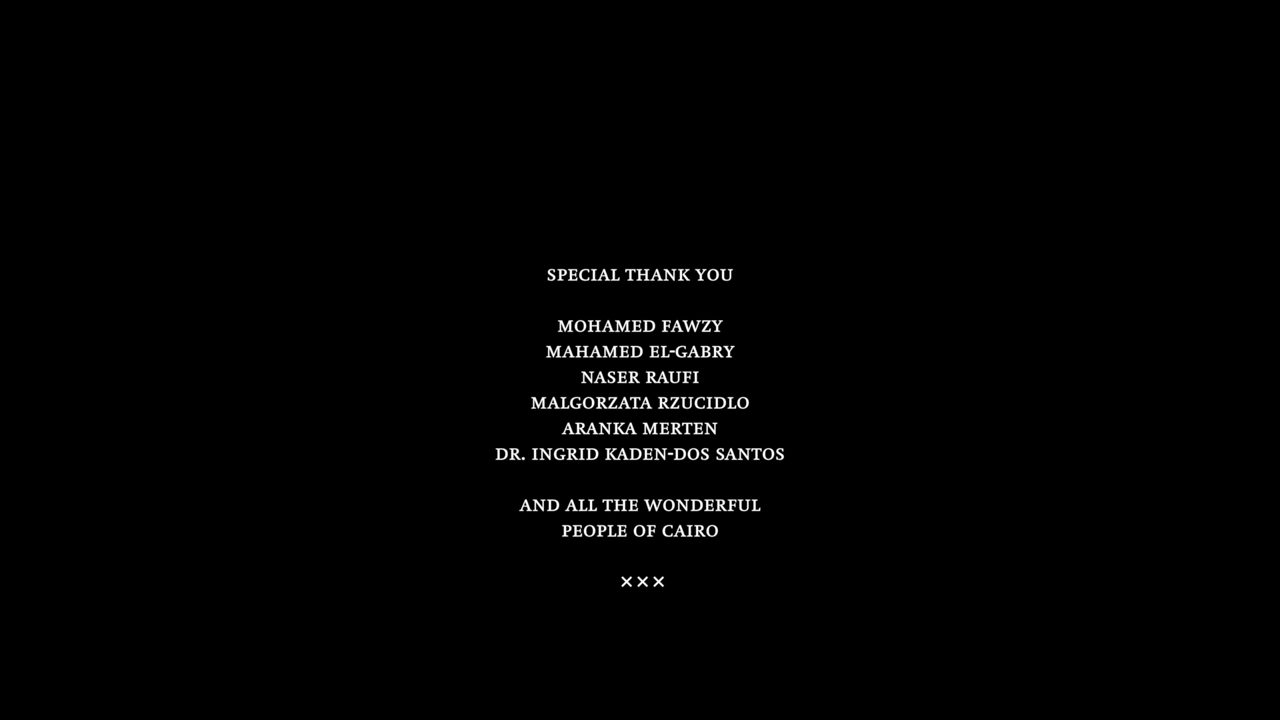 SPECIAL THANK YOU
MOHAMED FAWZY
MAHAMED EL-GABRY
NASER RAUFI
MALGORZATA RZUCIDLO
ARANKA MERTEN
DR. INGRID KADEN-DOS SANTOS
AND ALL THE WONDERFUL
PEOPLE OF CAIRO
×××